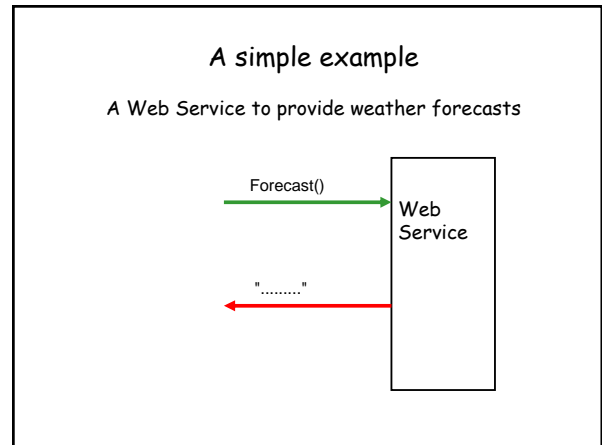 A simple example
A Web Service to provide weather forecasts
Forecast()
Web
Service
"........."